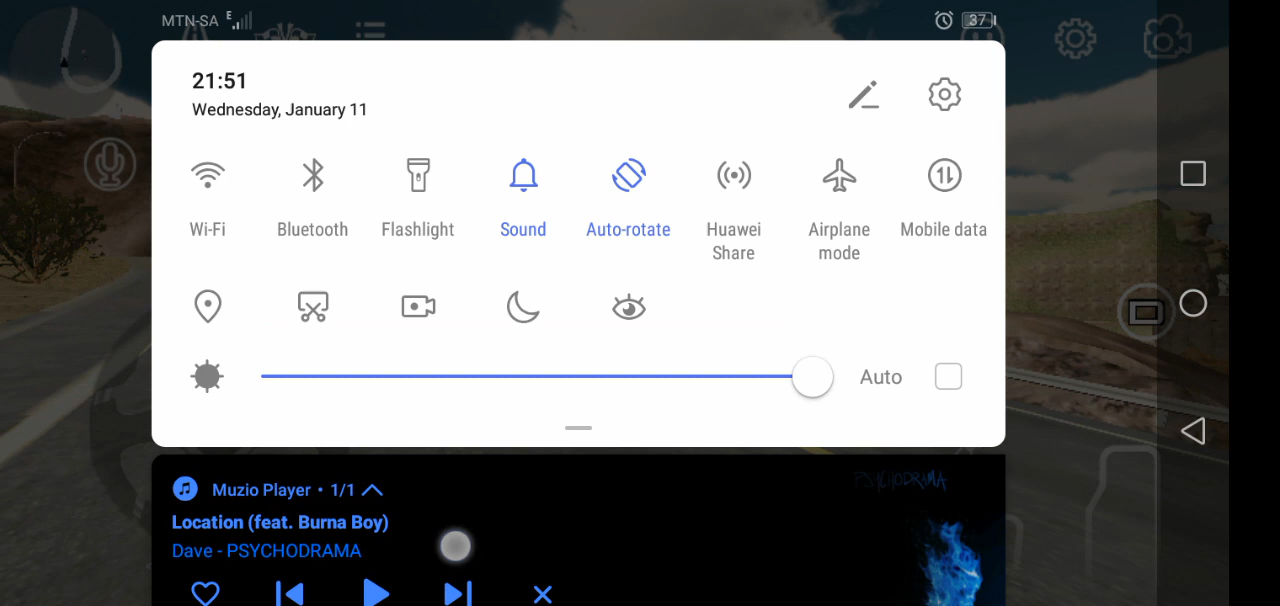 MTN-SA E 37
21:51
Wednesday, January 11
Wi-Fi Bluetooth Flashlight Sound Auto-rotate Huawei Share Airplane mode Mobile data
Auto
Muzio Player • 1/1
PSYCHODRAMA
Location (feat. Burna Boy)
Dave - PSYCHODRAMA